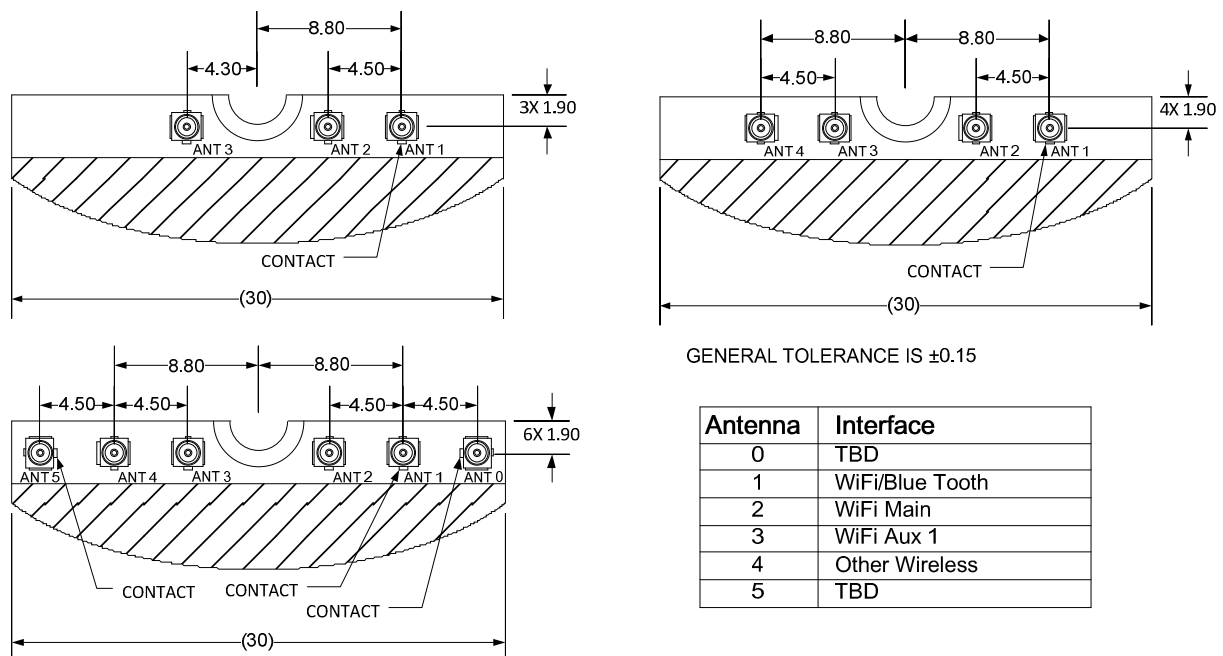 8.80
4.30
4.50
3X 1.90
ANT 3
ANT 2
ANT 1
CONTACT
(30)
8.80
8.80
4.50
4.50
4X 1.90
ANT 4
ANT 3
ANT 2
ANT 1
CONTACT
(30)
8.80
8.80
4.50
4.50
4.50
4.50
6X 1.90
ANT 5
ANT 4
ANT 3
ANT 2
ANT 1
ANT 0
CONTACT
CONTACT
CONTACT
(30)
GENERAL TOLERANCE IS ±0.15
Antenna Interface
0 TBD
1 WiFi/Blue Tooth
2 WiFi Main
3 WiFi Aux 1
4 Other Wireless
5 TBD